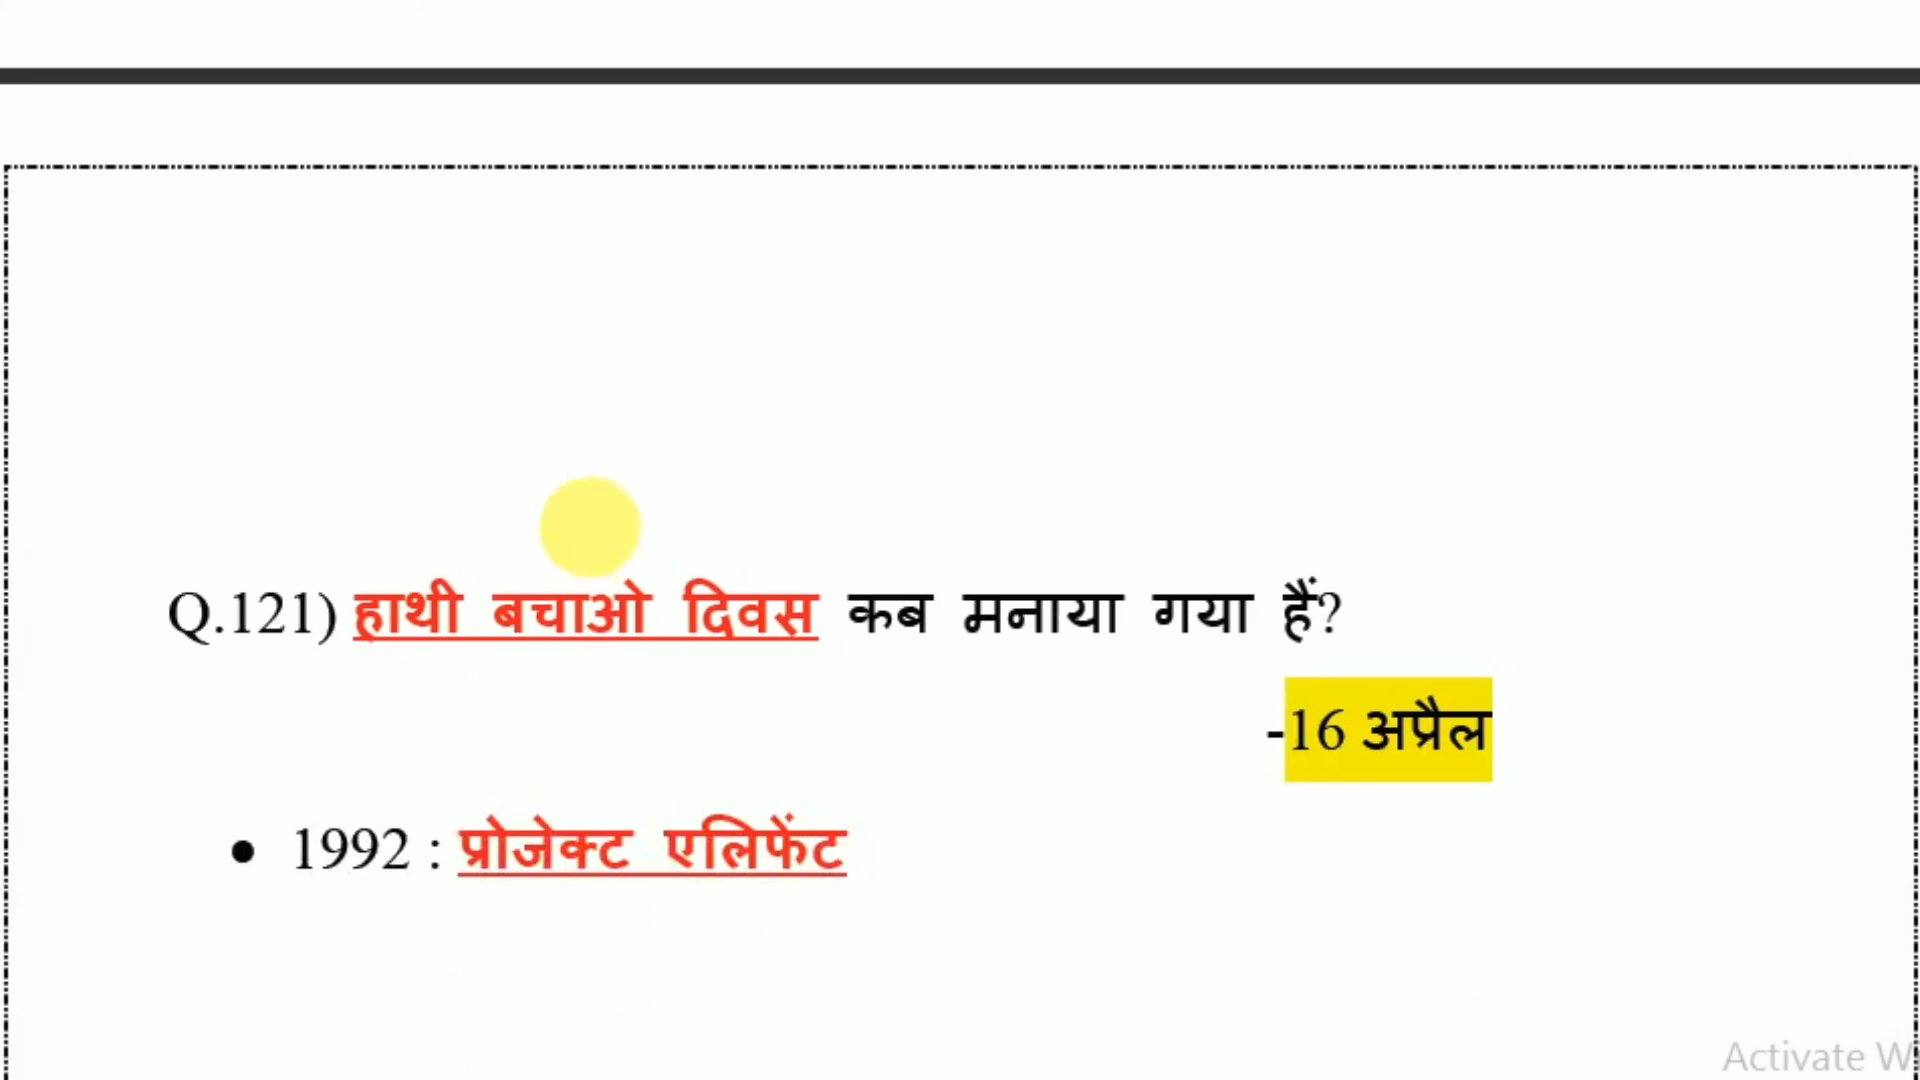 Q.121) हाथी बचाओ दिवस कब मनाया गया हैं?
-16 अप्रैल
• 1992 : प्रोजेक्ट एलिफेंट
Activate